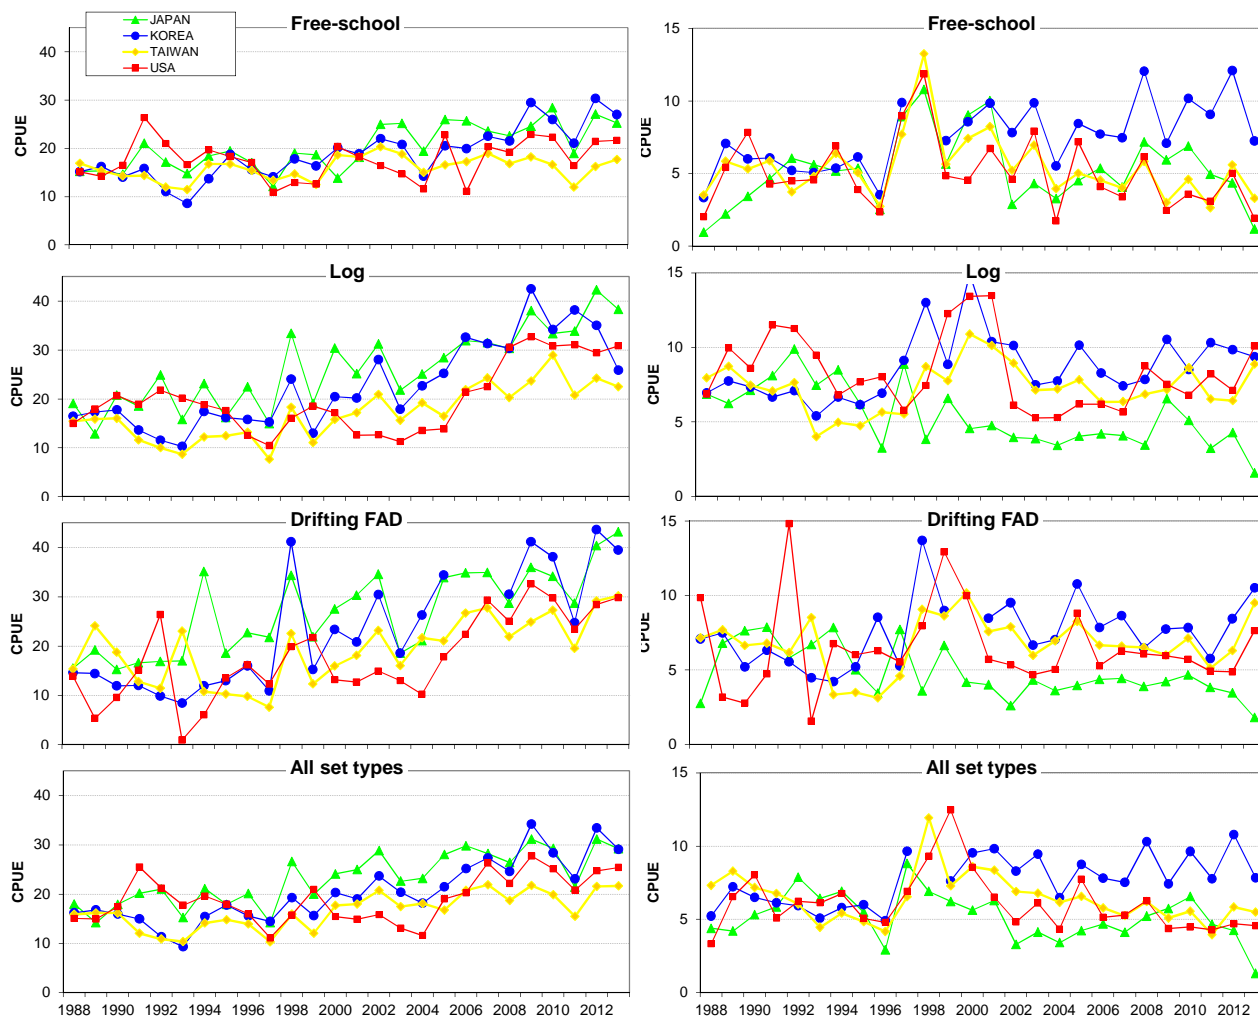 Free-school
JAPAN
KOREA
TAIWAN
USA
CPUE
40
30
20
10
0
Free-school
CPUE
15
10
5
0
Log
CPUE
40
30
20
10
0
Log
CPUE
15
10
5
0
Drifting FAD
CPUE
40
30
20
10
0
Drifting FAD
CPUE
15
10
5
0
All set types
CPUE
40
30
20
10
0
1988 1990 1992 1994 1996 1998 2000 2002 2004 2006 2008 2010 2012
All set types
CPUE
15
10
5
0
1988 1990 1992 1994 1996 1998 2000 2002 2004 2006 2008 2010 2012